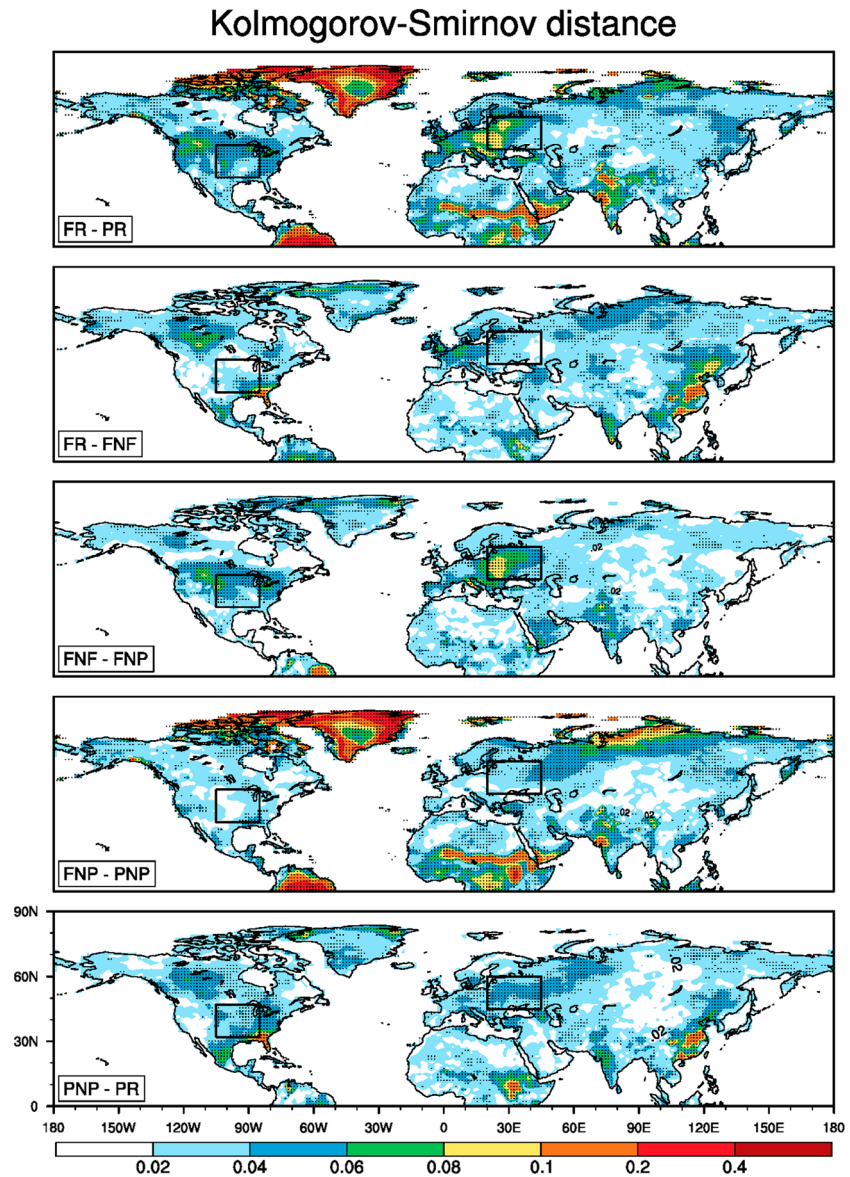 Kolmogorov-Smirnov distance
FR - PR
FR - FNF
.02
.02
FNF - FNP
.02
.02
FNP - PNP
90N
60N
.02
30N
.02
PNP - PR
0
180 150W 120W 90W 60W 30W 0 30E 60E 90E 120E 150E 180
0.02 0.04 0.06 0.08 0.1 0.2 0.4